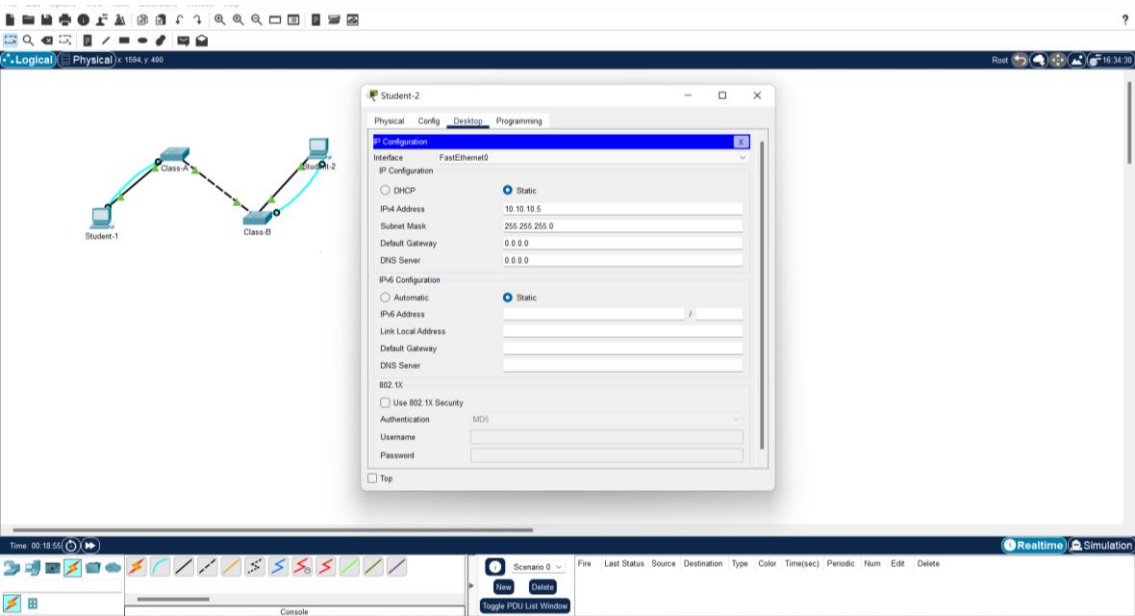 ?
Logical Physical x: 1594, y: 490 Root 16:34:30
Student-2
Physical Config Desktop Programming
IP Configuration X
Interface FastEthernet0
IP Configuration
DHCP Static
IPv4 Address 10.10.10.5
Subnet Mask 255.255.255.0
Default Gateway 0.0.0.0
DNS Server 0.0.0.0
IPv6 Configuration
Automatic Static
IPv6 Address /
Link Local Address
Default Gateway
DNS Server
802.1X
Use 802.1X Security
Authentication MD5
Username
Password
Top
Class-A
Student-2
Student-1
Class-B
Time: 00:18:55 Realtime Simulation
Scenario 0 Fire Last Status Source Destination Type Color Time(sec) Periodic Num Edit Delete
New Delete
Toggle PDU List Window
Console